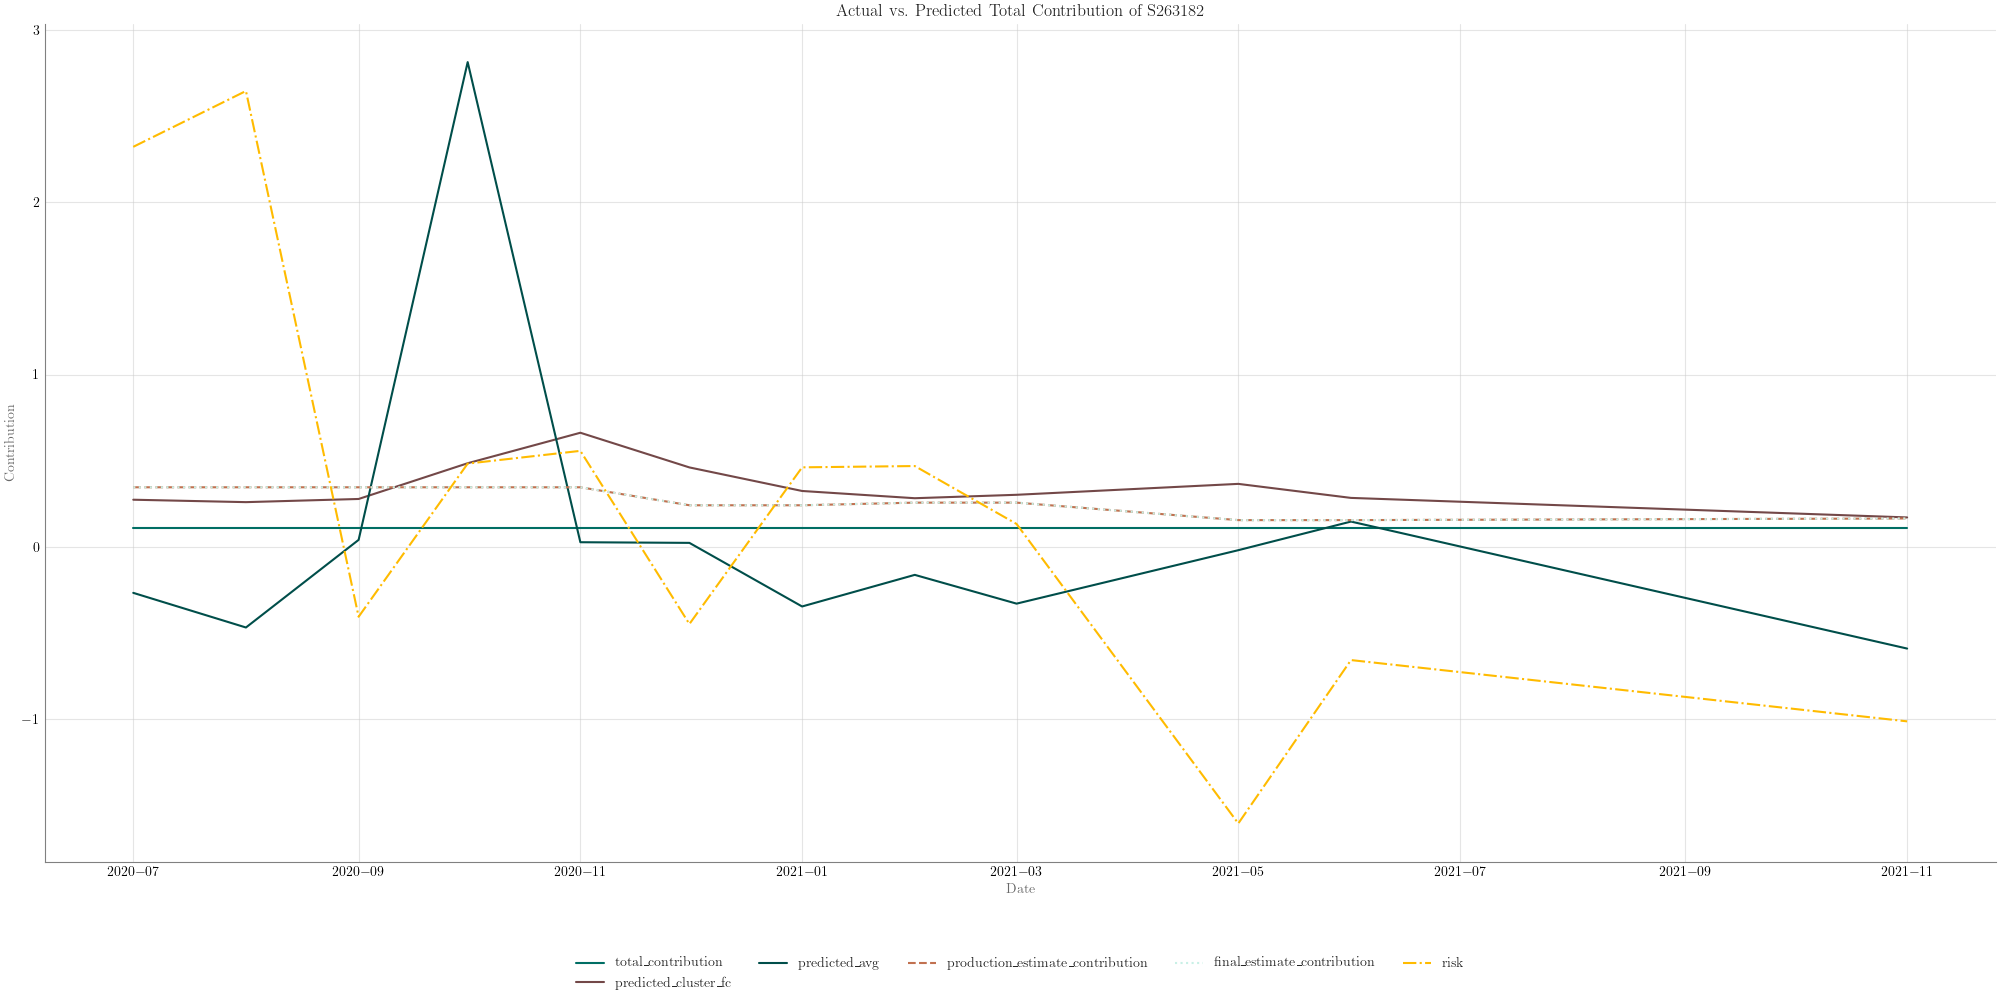 Actual vs. Predicted Total Contribution of S263182
3
2
1
0
−1
Contribution
2020−07 2020−09 2020−11 2021−01 2021−03 2021−05 2021−07 2021−09 2021−11
Date
total_contribution predicted_avg production_estimate_contribution final_estimate_contribution risk
predicted_cluster_fc